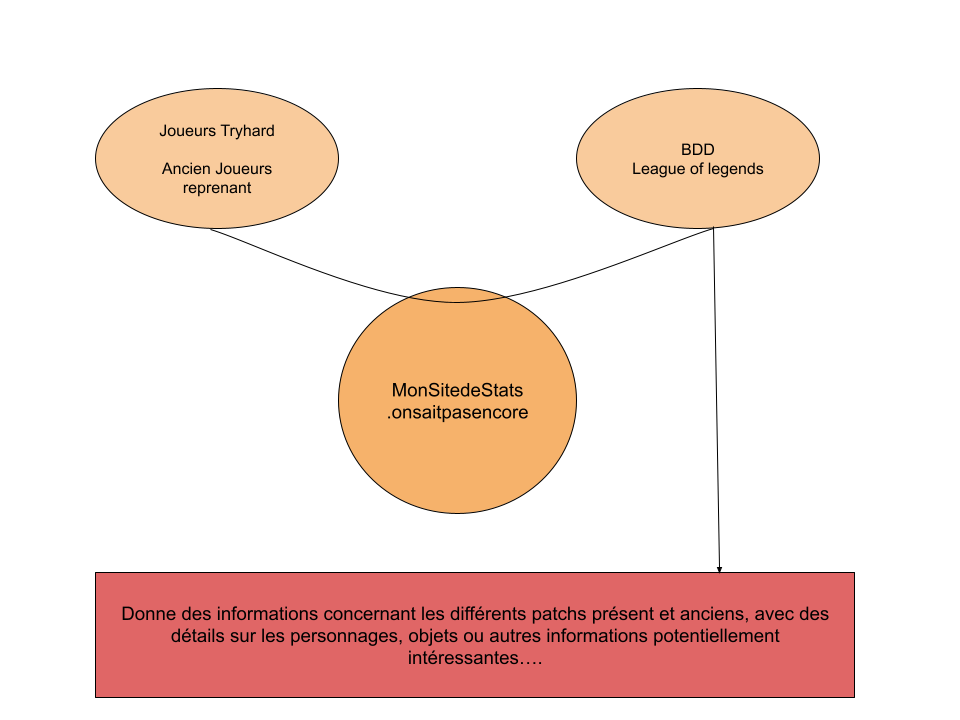 Joueurs Tryhard
Ancien Joueurs
reprenant
BDD
League of legends
MonSitedeStats
.onsaitpasencore
Donne des informations concernant les différents patchs présent et anciens, avec des
détails sur les personnages, objets ou autres informations potentiellement
intéressantes….